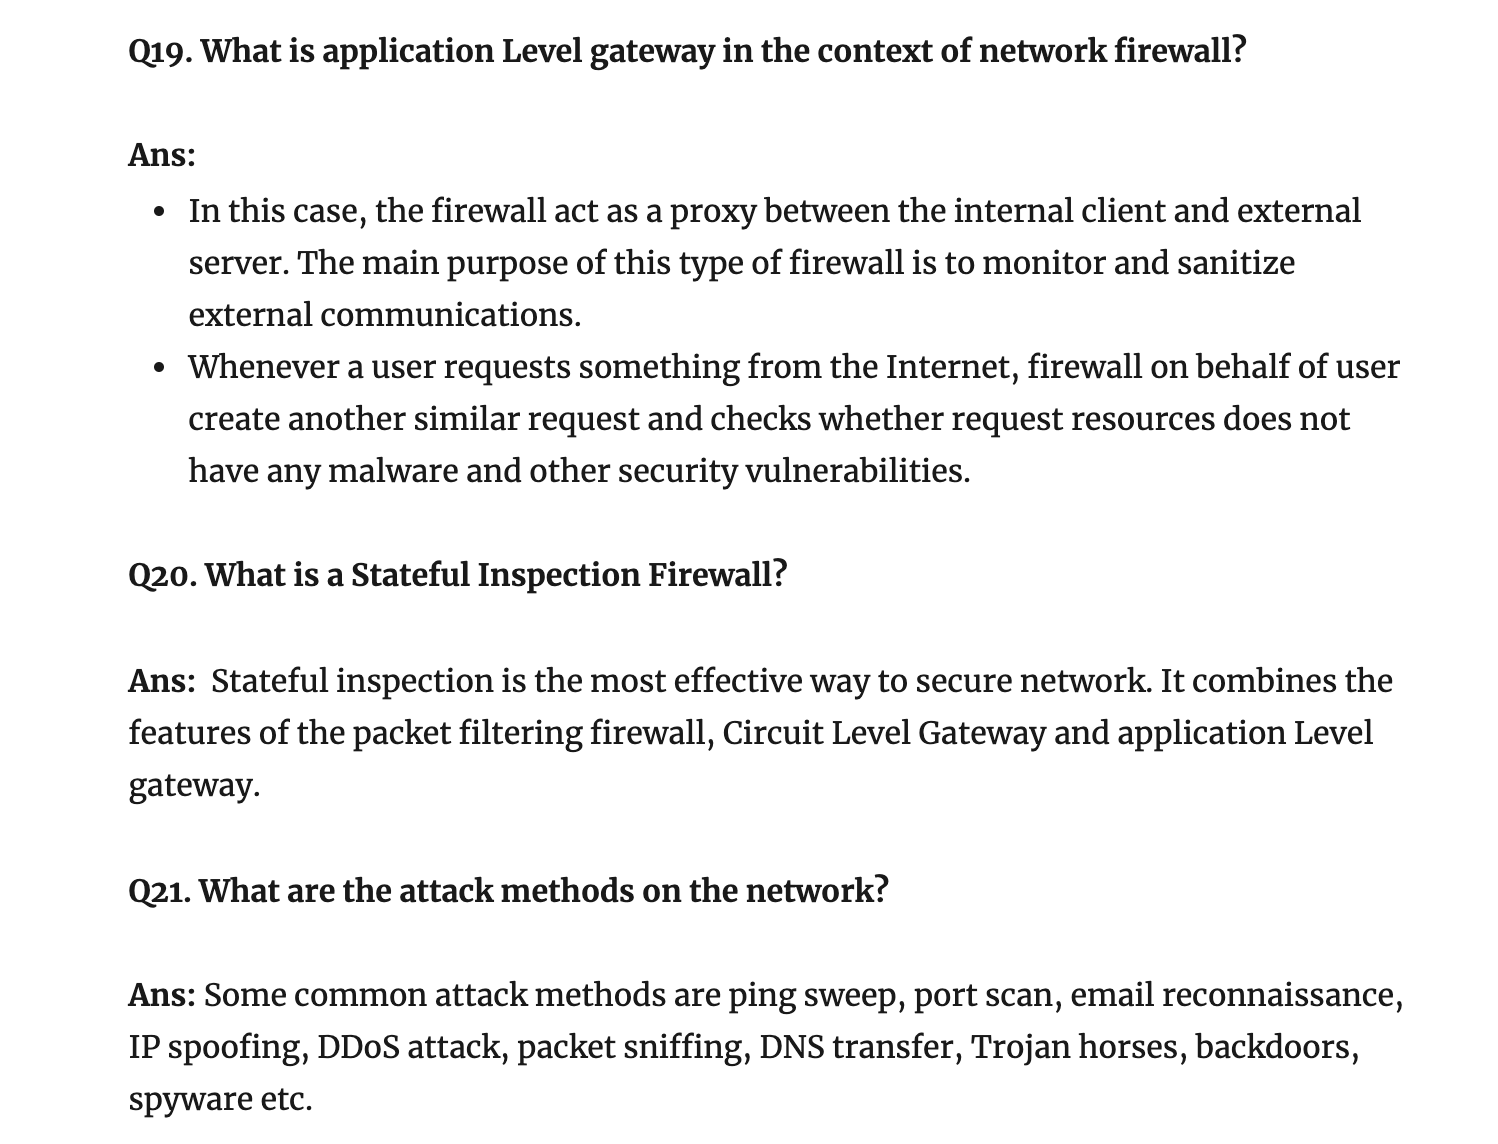 Q19. What is application Level gateway in the context of network firewall?
Ans:
• In this case, the firewall act as a proxy between the internal client and external
server. The main purpose of this type of firewall is to monitor and sanitize
external communications.
• Whenever a user requests something from the Internet, firewall on behalf of user
create another similar request and checks whether request resources does not
have any malware and other security vulnerabilities.
Q20. What is a Stateful Inspection Firewall?
Ans: Stateful inspection is the most effective way to secure network. It combines the
features of the packet filtering firewall, Circuit Level Gateway and application Level
gateway.
Q21. What are the attack methods on the network?
Ans: Some common attack methods are ping sweep, port scan, email reconnaissance,
IP spoofing, DDoS attack, packet sniffing, DNS transfer, Trojan horses, backdoors,
spyware etc.